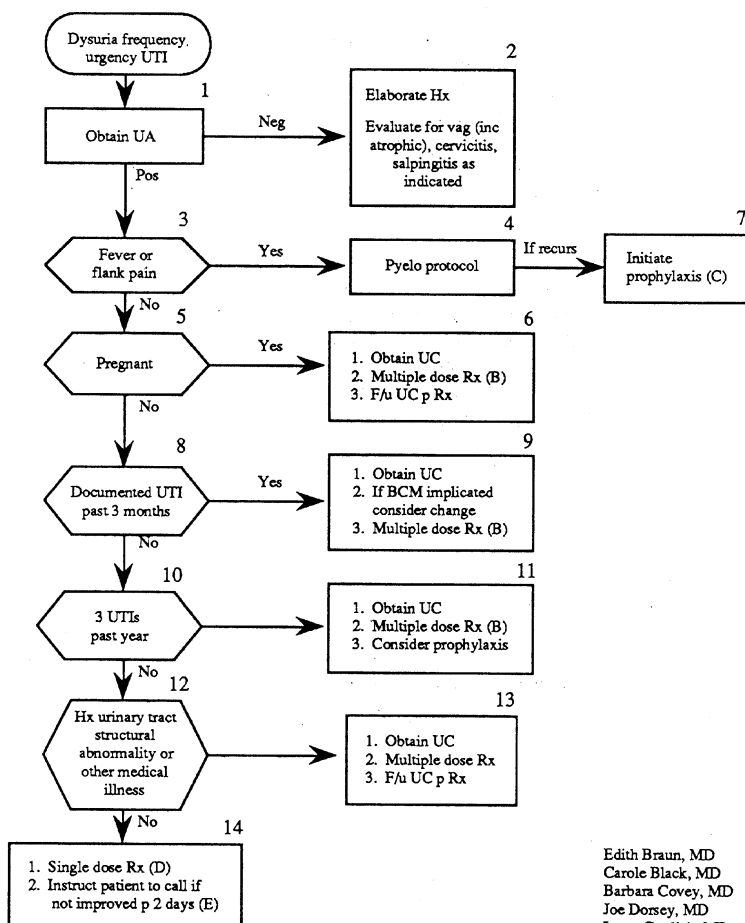 Dysuria frequency,
urgency UTI
1
Obtain UA
Neg
2
Elaborate Hx
Evaluate for vag (inc
atrophic), cervicitis,
salpingitis as
indicated
Pos
3
Fever or
flank pain
Yes
4
Pyelo protocol
If recurs
7
Initiate
prophylaxis (C)
No
5
Pregnant
Yes
6
1. Obtain UC
2. Multiple dose Rx (B)
3. F/u UC p Rx
No
8
Documented UTI
past 3 months
Yes
9
1. Obtain UC
2. If BCM implicated
consider change
3. Multiple dose Rx (B)
No
10
3 UTIs
past year
11
1. Obtain UC
2. Multiple dose Rx (B)
3. Consider prophylaxis
No
12
Hx urinary tract
structural
abnormality or
other medical
illness
13
1. Obtain UC
2. Multiple dose Rx
3. F/u UC p Rx
No
14
1. Single dose Rx (D)
2. Instruct patient to call if
not improved p 2 days (E)
Edith Braun, MD
Carole Black, MD
Barbara Covey, MD
Joe Dorsey, MD